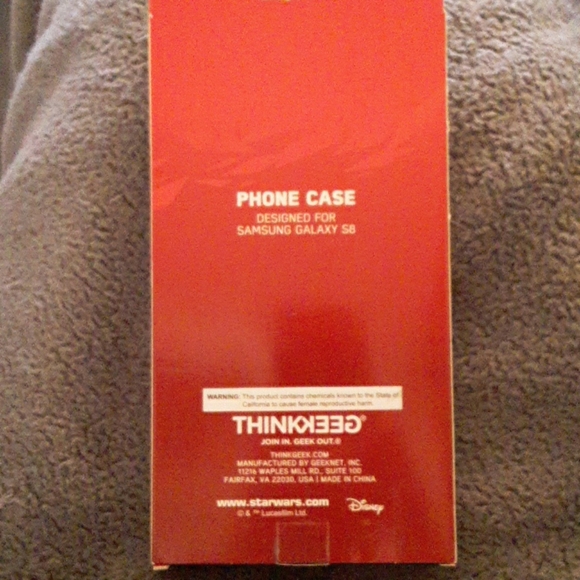 PHONE CASE
DESIGNED FOR
SAMSUNG GALAXY S8
WARNING: This product contains chemicals known to the State of
California to cause female reproductive harm.
THINKGEEK®
JOIN IN. GEEK OUT.®
THINKGEEK.COM
MANUFACTURED BY GEEKNET, INC.
11216 WAPLES MILL RD., SUITE 100
FAIRFAX, VA 22030, USA | MADE IN CHINA
www.starwars.com
© & ™ Lucasfilm Ltd.
Disney